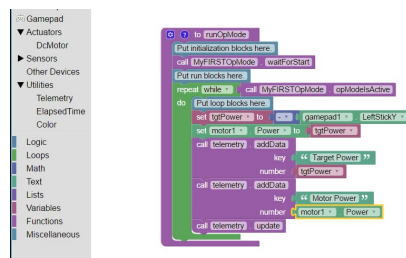 Gamepad
Actuators
DcMotor
Sensors
Other Devices
Utilities
Telemetry
ElapsedTime
Color
Logic
Loops
Math
Text
Lists
Variables
Functions
Miscellaneous
to runOpMode
Put initialization blocks here.
call MyFIRSTOpMode . waitForStart
Put run blocks here.
repeat while call MyFIRSTOpMode . opModeIsActive
do Put loop blocks here.
set tgtPower to - gamepad1 . LeftStickY
set motor1 . Power to tgtPower
call telemetry . addData
key “ Target Power ”
number tgtPower
call telemetry . addData
key “ Motor Power ”
number motor1 . Power
call telemetry . update